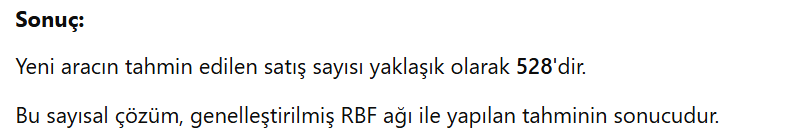 Sonuç:
Yeni aracın tahmin edilen satış sayısı yaklaşık olarak 528'dir.
Bu sayısal çözüm, genelleştirilmiş RBF ağı ile yapılan tahminin sonucudur.